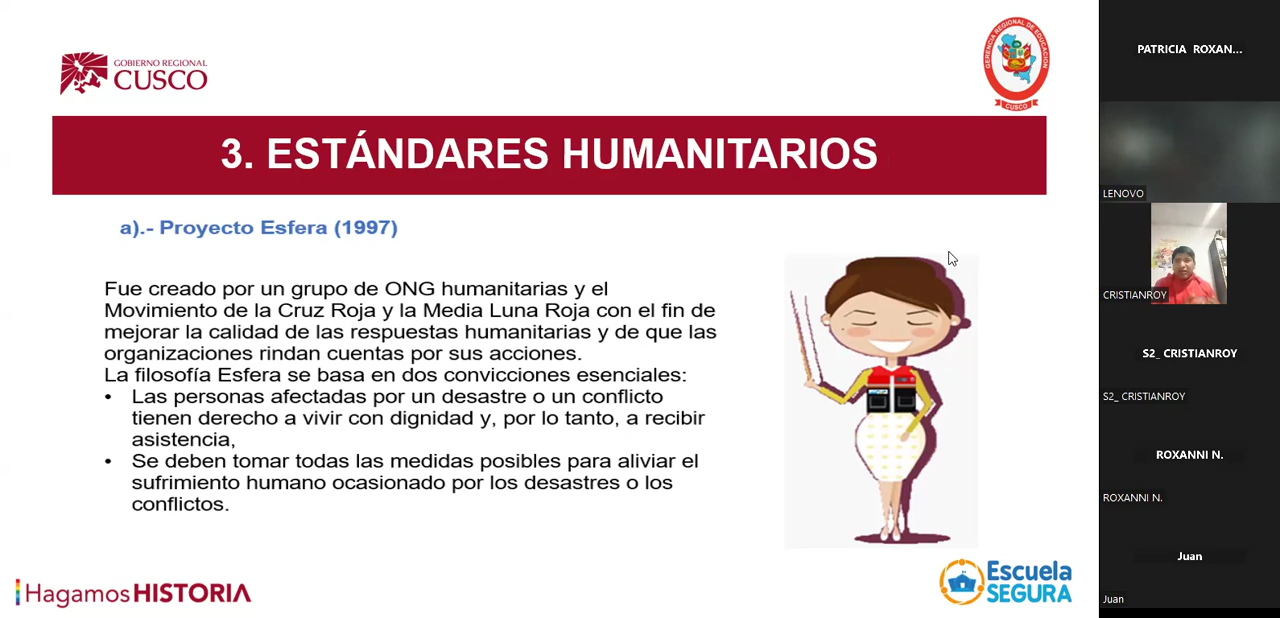 GOBIERNO REGIONAL
CUSCO
GERENCIA REGIONAL DE EDUCACIÓN
CUSCO
3. ESTÁNDARES HUMANITARIOS
a).- Proyecto Esfera (1997)
Fue creado por un grupo de ONG humanitarias y el
Movimiento de la Cruz Roja y la Media Luna Roja con el fin de
mejorar la calidad de las respuestas humanitarias y de que las
organizaciones rindan cuentas por sus acciones.
La filosofía Esfera se basa en dos convicciones esenciales:
• Las personas afectadas por un desastre o un conflicto
tienen derecho a vivir con dignidad y, por lo tanto, a recibir
asistencia,
• Se deben tomar todas las medidas posibles para aliviar el
sufrimiento humano ocasionado por los desastres o los
conflictos.
Hagamos HISTORIA
Escuela
SEGURA
PATRICIA ROXAN...
LENOVO
CRISTIANROY
S2_ CRISTIANROY
S2_ CRISTIANROY
ROXANNI N.
ROXANNI N.
Juan
Juan